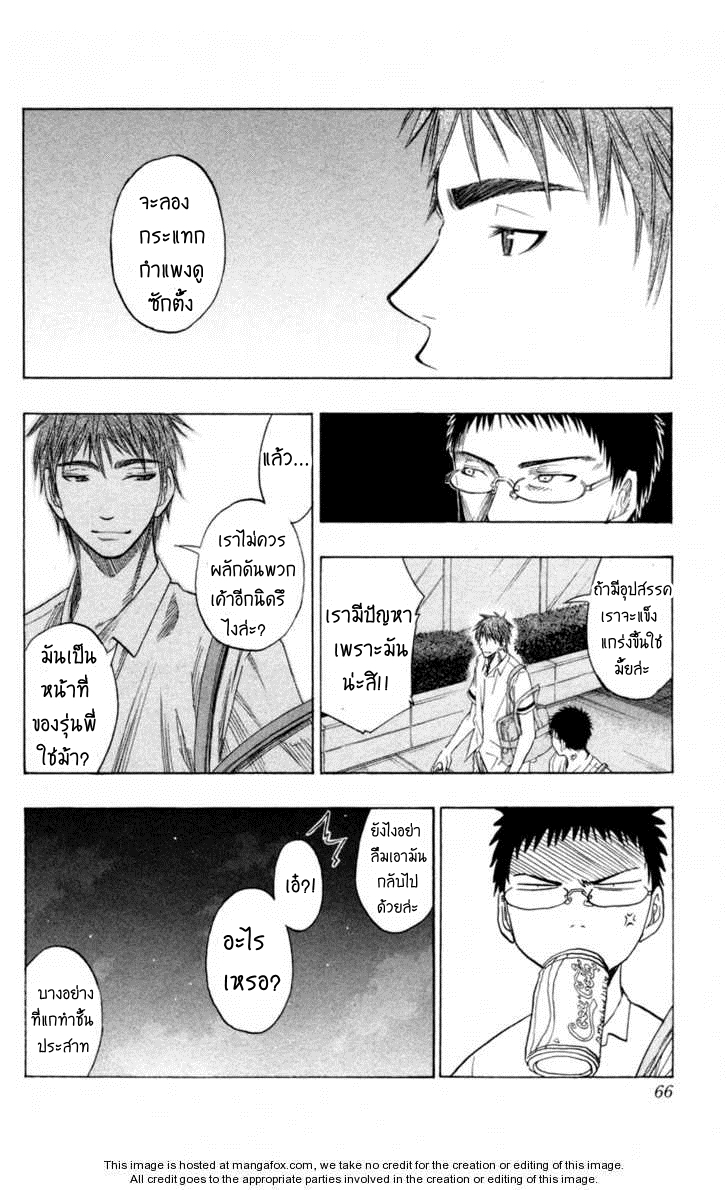 จะลอง
กระแทก
กำแพงดู
ซักตั้ง
ถ้ามีอุปสรรค
เราจะแข็ง
แกร่งขึ้นใช่
มั้ยล่ะ
เรามีปัญหา
เพราะมัน
น่ะสิ!!
แล้ว...
เราไม่ควร
ผลักดันพวก
เค้าอีกนิดรึ
ไงล่ะ?
มันเป็น
หน้าที่
ของรุ่นพี่
ใช่ม้า?
ยังไงอย่า
ลืมเอามัน
กลับไป
ด้วยล่ะ
เอ๋?!
อะไร
เหรอ?
บางอย่าง
ที่แกทำชั้น
ประสาท
66
This image is hosted at mangafox.com, we take no credit for the creation or editing of this image.
All credit goes to the appropriate parties involved in the creation or editing of this image.